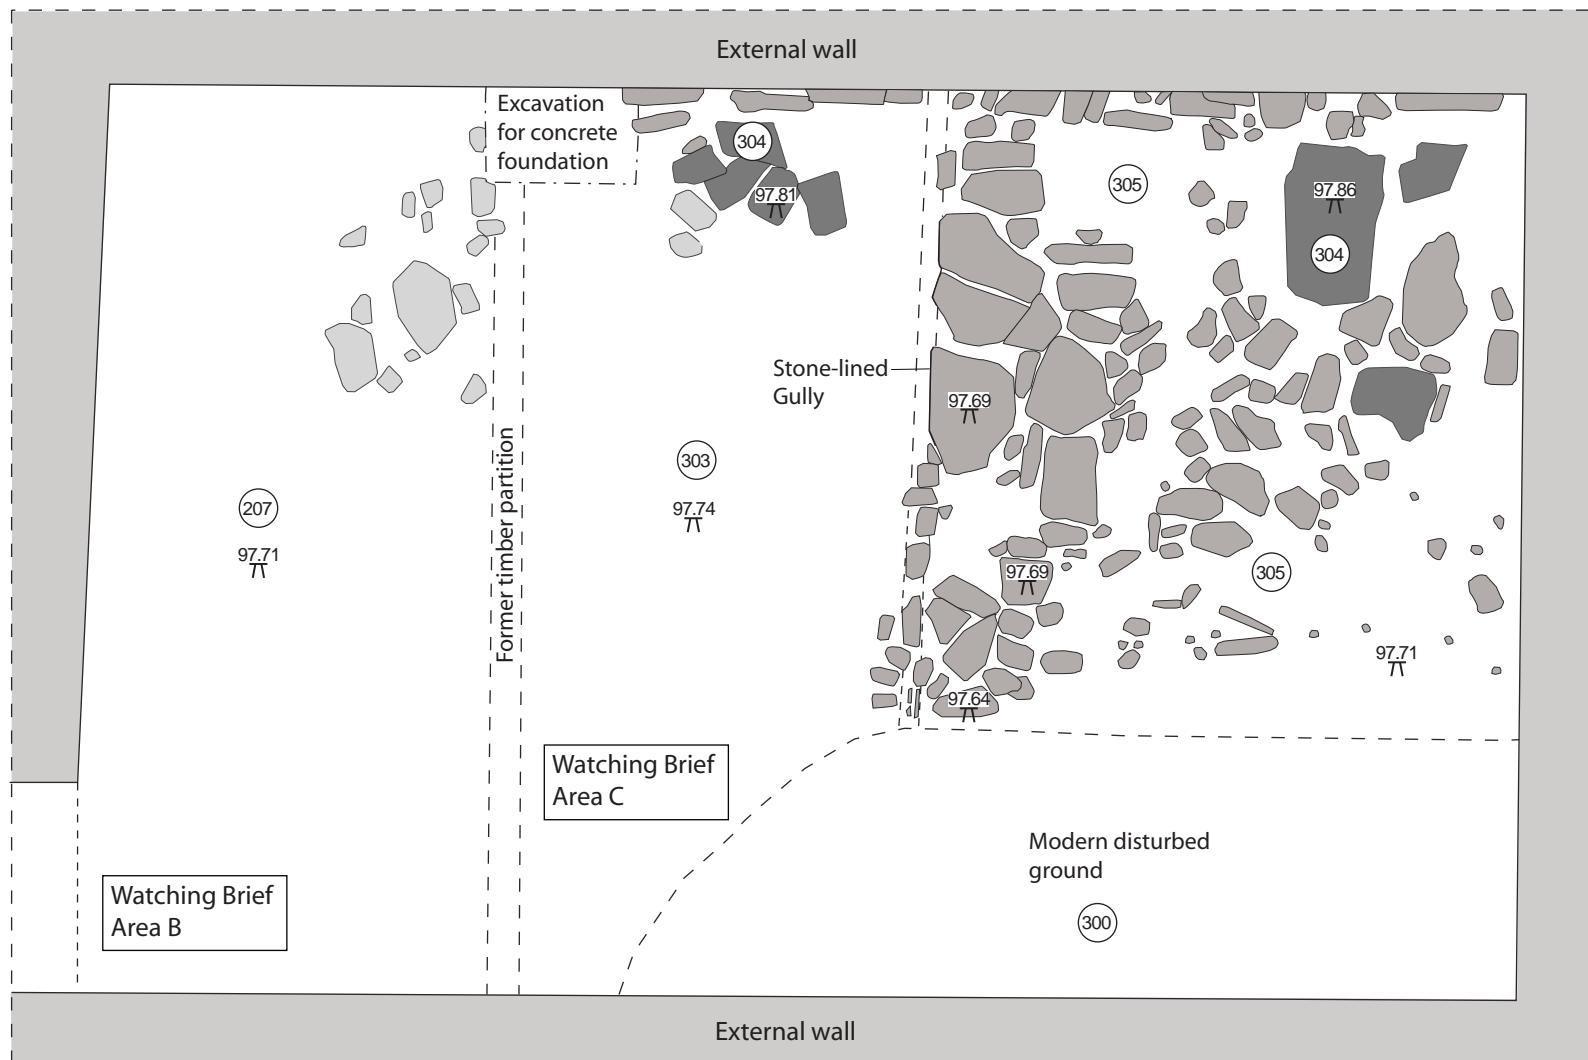 External wall
Excavation
for concrete
foundation
304
97.81
305
97.86
304
Stone-lined
Gully
97.69
Former timber partition
303
97.74
207
97.71
97.69
305
97.71
97.64
Watching Brief
Area C
Modern disturbed
ground
300
Watching Brief
Area B
External wall